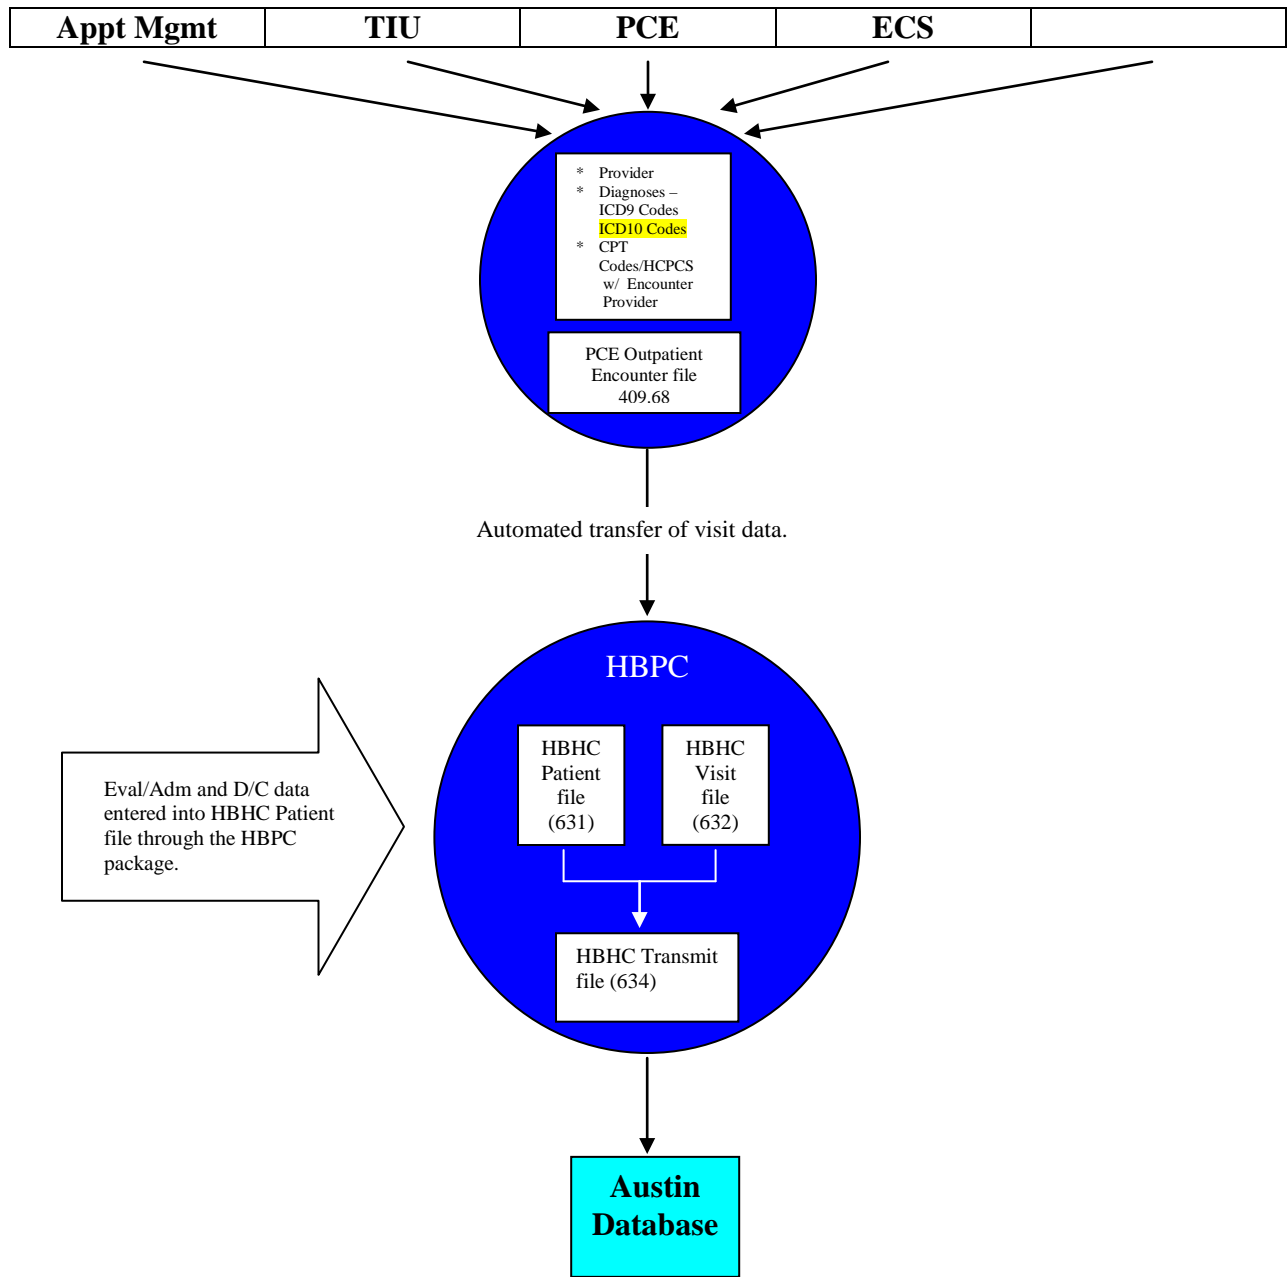 Appt Mgmt TIU PCE ECS
* Provider
* Diagnoses –
ICD9 Codes
ICD10 Codes
* CPT
Codes/HCPCS
w/ Encounter
Provider
PCE Outpatient
Encounter file
409.68
Automated transfer of visit data.
HBPC
HBHC
Patient
file
(631)
HBHC
Visit
file
(632)
Eval/Adm and D/C data
entered into HBHC Patient
file through the HBPC
package.
HBHC Transmit
file (634)
Austin
Database